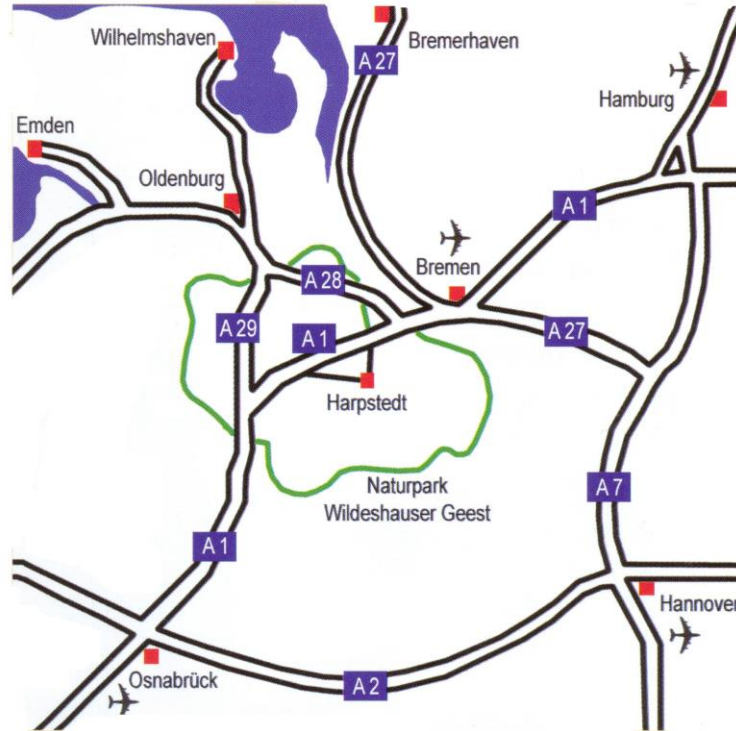 Wilhelmshaven
Bremerhaven
A 27
Hamburg
Emden
Oldenburg
A 1
Bremen
A 28
A 29
A 1
A 27
Harpstedt
Naturpark
Wildeshauser Geest
A 7
A 1
Hannover
Osnabrück
A 2